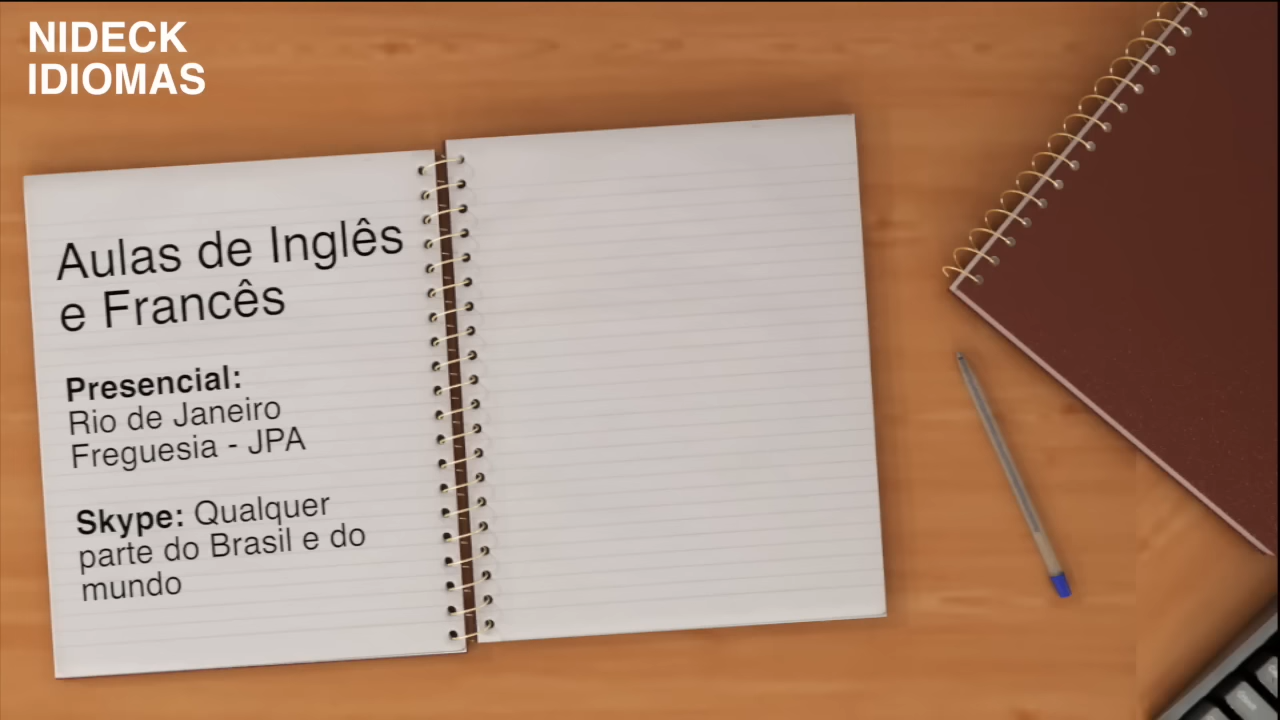 NIDECK
IDIOMAS
Aulas de Inglês
e Francês
Presencial:
Rio de Janeiro
Freguesia - JPA
Skype: Qualquer
parte do Brasil e do
mundo